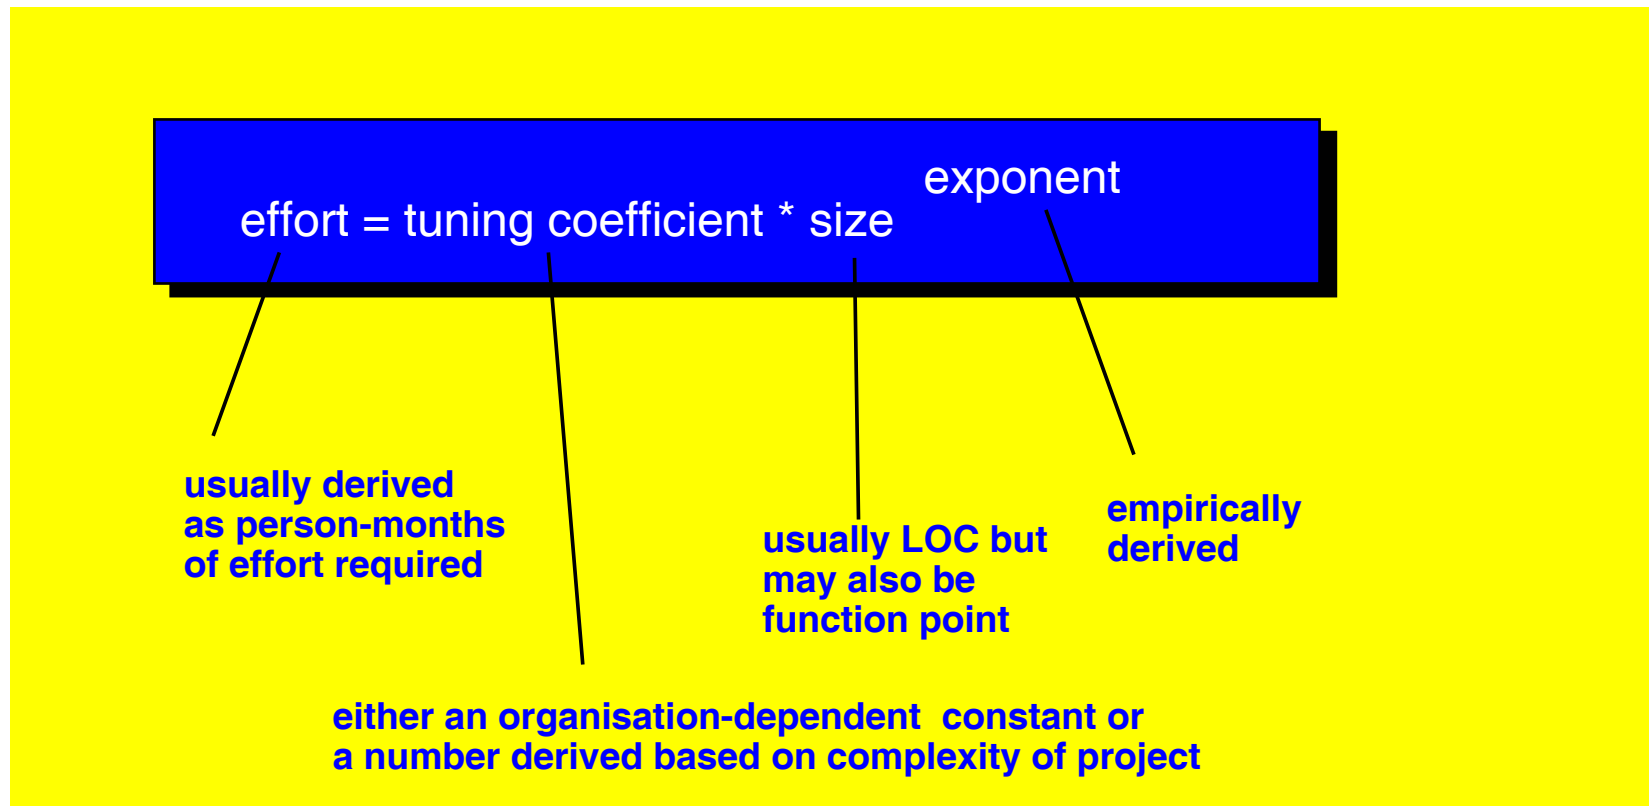 exponent
effort = tuning coefficient * size
usually derived
as person-months
of effort required
usually LOC but
may also be
function point
empirically
derived
either an organisation-dependent constant or
a number derived based on complexity of project